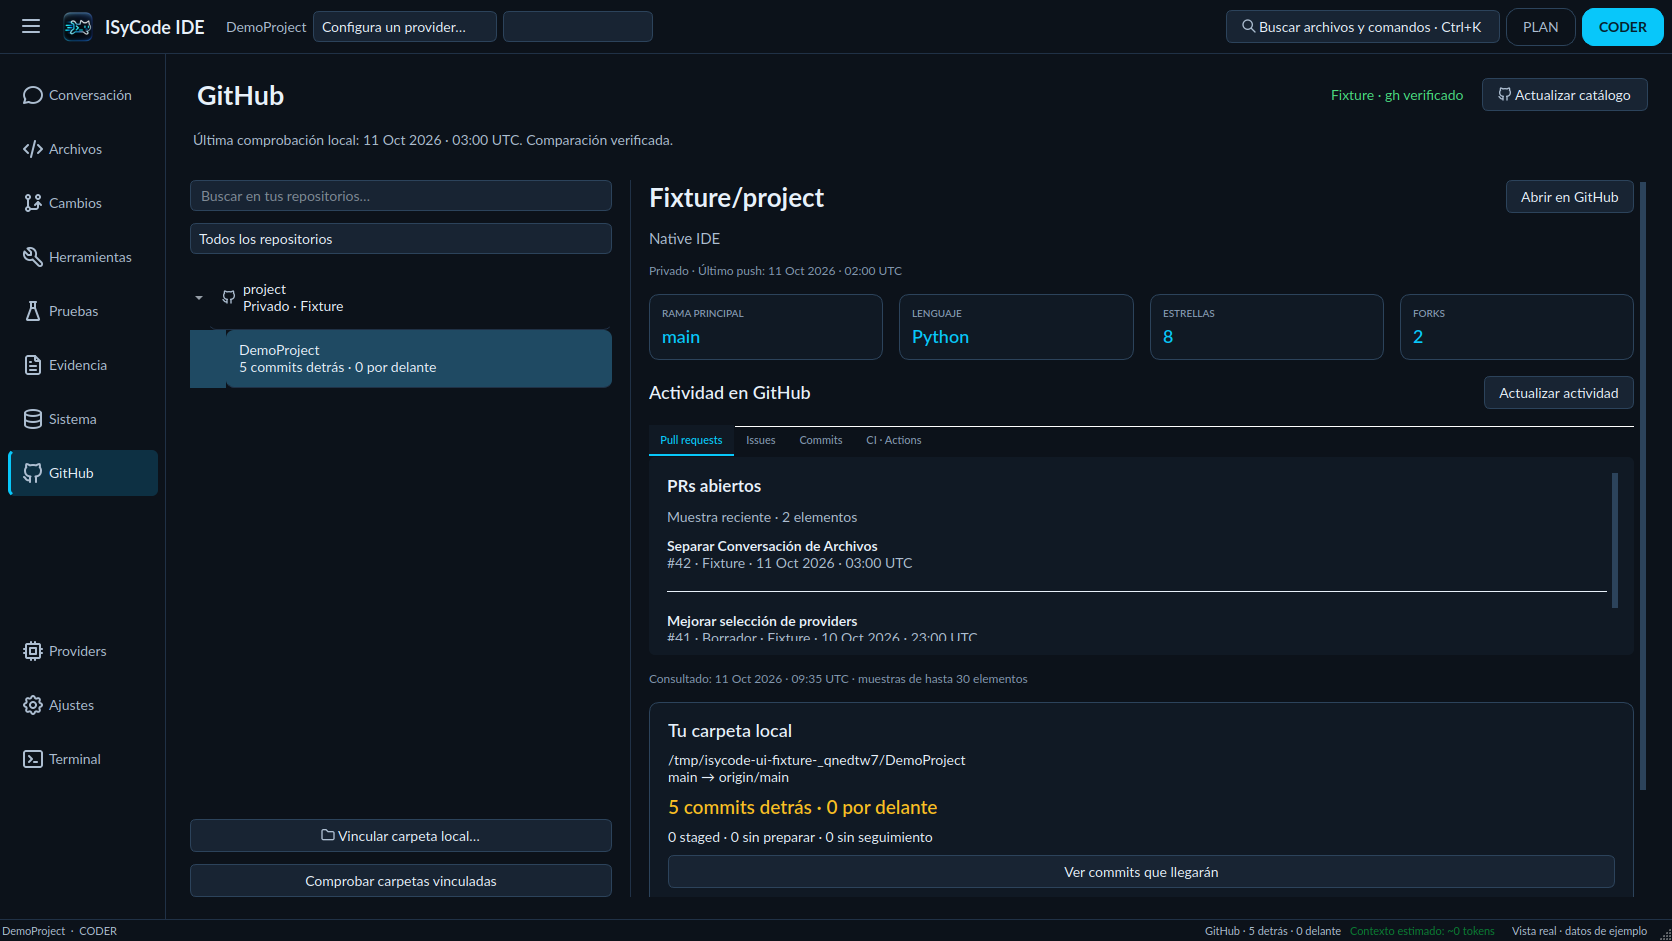 ISyCode IDE
DemoProject
Configura un provider...
Buscar archivos y comandos · Ctrl+K
PLAN
CODER
Conversación
Archivos
Cambios
Herramientas
Pruebas
Evidencia
Sistema
GitHub
Providers
Ajustes
Terminal
GitHub
Fixture · gh verificado
Actualizar catálogo
Última comprobación local: 11 Oct 2026 · 03:00 UTC. Comparación verificada.
Buscar en tus repositorios...
Todos los repositorios
project
Privado · Fixture
DemoProject
5 commits detrás · 0 por delante
Vincular carpeta local...
Comprobar carpetas vinculadas
Fixture/project
Abrir en GitHub
Native IDE
Privado · Último push: 11 Oct 2026 · 02:00 UTC
RAMA PRINCIPAL
main
LENGUAJE
Python
ESTRELLAS
8
FORKS
2
Actividad en GitHub
Actualizar actividad
Pull requests
Issues
Commits
CI · Actions
PRs abiertos
Muestra reciente · 2 elementos
Separar Conversación de Archivos
#42 · Fixture · 11 Oct 2026 · 03:00 UTC
Mejorar selección de providers
#41 · Borrador · Fixture · 10 Oct 2026 · 23:00 UTC
Consultado: 11 Oct 2026 · 09:35 UTC · muestras de hasta 30 elementos
Tu carpeta local
/tmp/isycode-ui-fixture-_qnedtw7/DemoProject
main → origin/main
5 commits detrás · 0 por delante
0 staged · 0 sin preparar · 0 sin seguimiento
Ver commits que llegarán
DemoProject · CODER
GitHub · 5 detrás · 0 delante
Contexto estimado: ~0 tokens
Vista real · datos de ejemplo